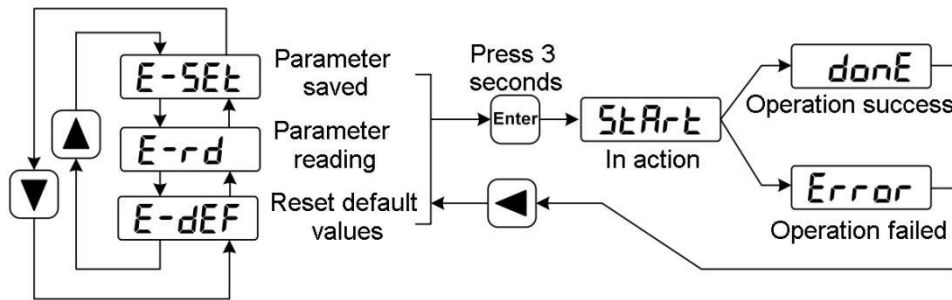 E-SEt
Parameter
saved
E-rd
Parameter
reading
E-dEF
Reset default
values
Press 3
seconds
Enter
StArt
In action
donE
Operation success
Error
Operation failed